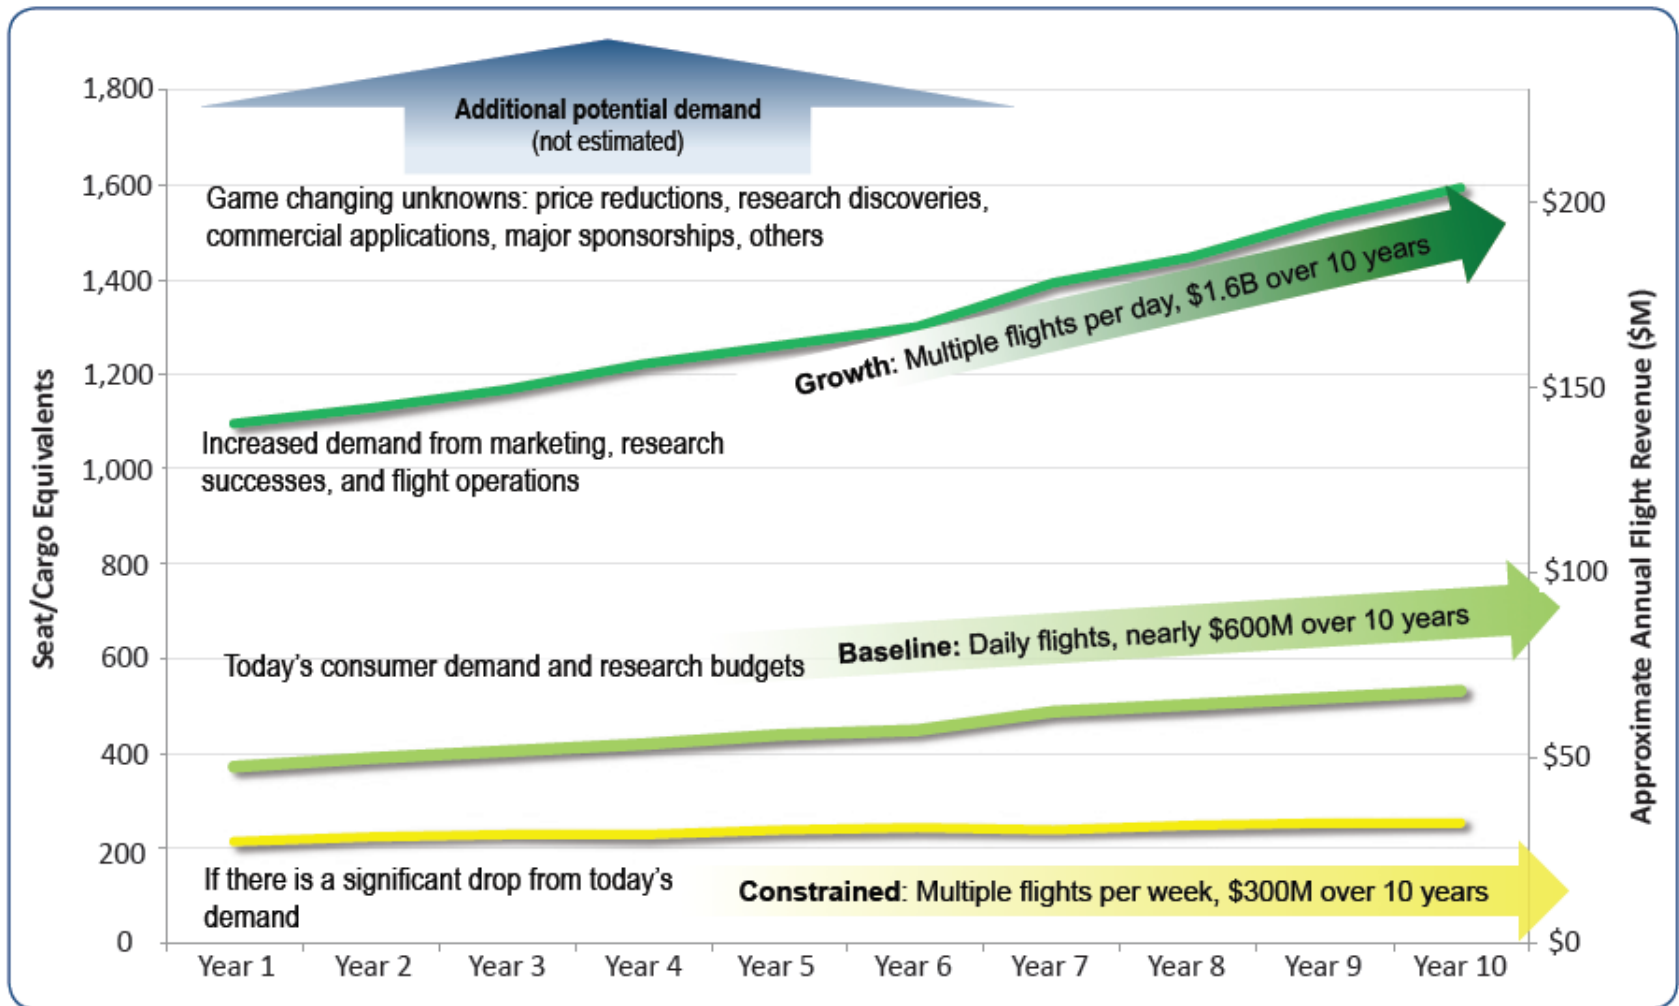 Additional potential demand
(not estimated)
Game changing unknowns: price reductions, research discoveries,
commercial applications, major sponsorships, others
Growth: Multiple flights per day, $1.6B over 10 years
Increased demand from marketing, research
successes, and flight operations
Baseline: Daily flights, nearly $600M over 10 years
Today's consumer demand and research budgets
If there is a significant drop from today's
demand
Constrained: Multiple flights per week, $300M over 10 years
Seat/Cargo Equivalents
1,800
1,600
1,400
1,200
1,000
800
600
400
200
0
Approximate Annual Flight Revenue ($M)
$200
$150
$100
$50
$0
Year 1 Year 2 Year 3 Year 4 Year 5 Year 6 Year 7 Year 8 Year 9 Year 10